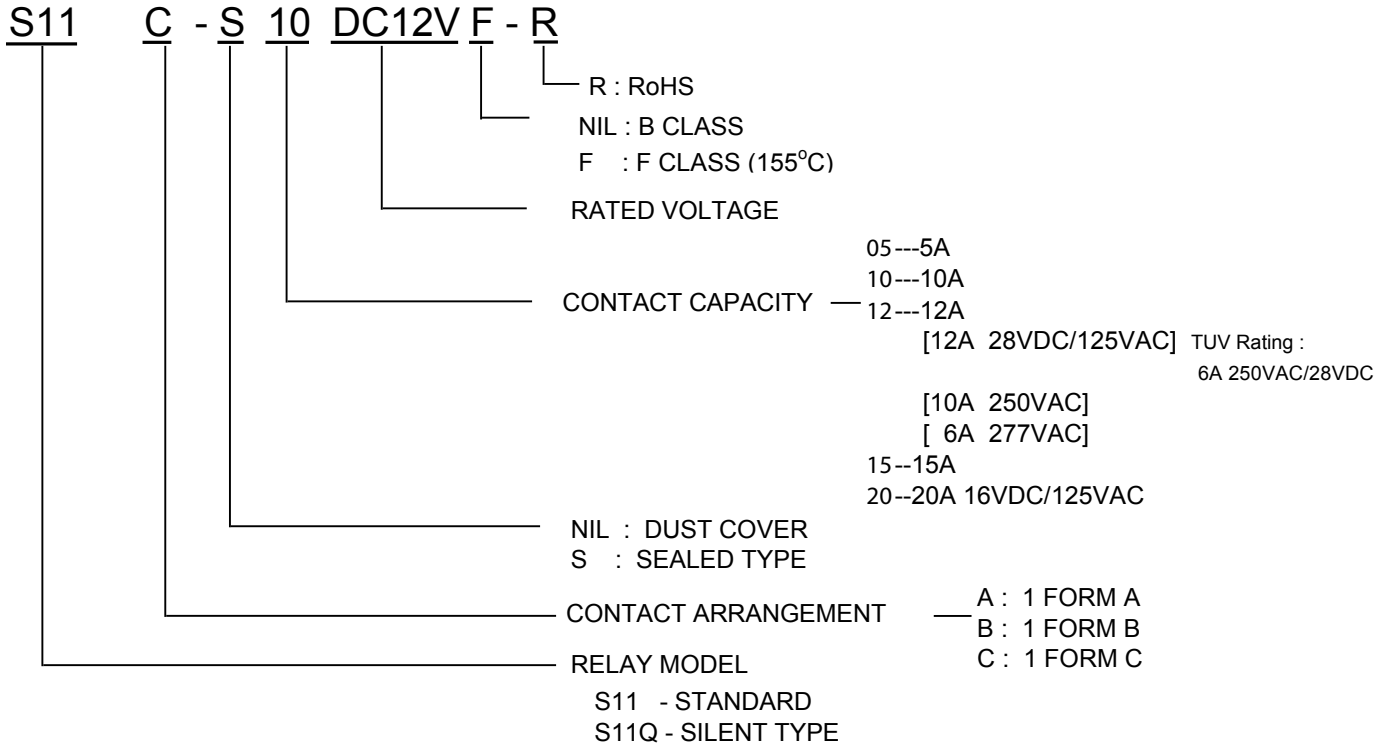 S11 C - S 10 DC12V F - R
R : RoHS
NIL : B CLASS
F : F CLASS (155°C)
RATED VOLTAGE
05---5A
10---10A
CONTACT CAPACITY
12---12A
[12A 28VDC/125VAC] TUV Rating :
6A 250VAC/28VDC
[10A 250VAC]
[ 6A 277VAC]
15--15A
20--20A 16VDC/125VAC
NIL : DUST COVER
S : SEALED TYPE
CONTACT ARRANGEMENT
A : 1 FORM A
B : 1 FORM B
C : 1 FORM C
RELAY MODEL
S11 - STANDARD
S11Q - SILENT TYPE